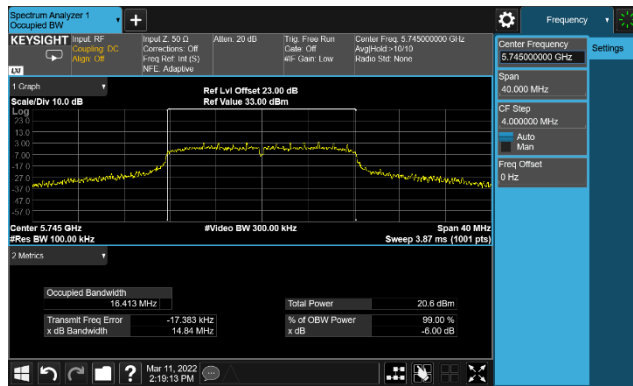 Spectrum Analyzer 1
Occupied BW
Frequency
KEYSIGHT
Input: RF
Coupling: DC
Align: Off
Input Z: 50 Ω
Corrections: Off
Freq Ref: Int (S)
NFE: Adaptive
Atten: 20 dB
Trig: Free Run
Gate: Off
#IF Gain: Low
Center Freq: 5.745000000 GHz
Avg|Hold:>10/10
Radio Std: None
LXI
Center Frequency
5.745000000 GHz
Settings
Span
40.000 MHz
CF Step
4.000000 MHz
Auto
Man
Freq Offset
0 Hz
1 Graph
Scale/Div 10.0 dB
Ref Lvl Offset 23.00 dB
Ref Value 33.00 dBm
Log
23.0
13.0
3.00
-7.00
-17.0
-27.0
-37.0
-47.0
-57.0
Center 5.745 GHz
#Video BW 300.00 kHz
Span 40 MHz
#Res BW 100.00 kHz
Sweep 3.87 ms (1001 pts)
2 Metrics
Occupied Bandwidth
16.413 MHz
Total Power 20.6 dBm
Transmit Freq Error -17.383 kHz
% of OBW Power 99.00 %
x dB Bandwidth 14.84 MHz
x dB -6.00 dB
Mar 11, 2022
2:19:13 PM